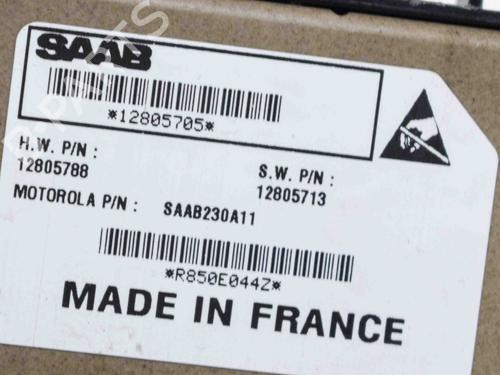 SAAB
*12805705*
H.W. P/N :
12805788
S.W. P/N :
12805713
MOTOROLA P/N : SAAB230A11
*R850E044Z*
MADE IN FRANCE